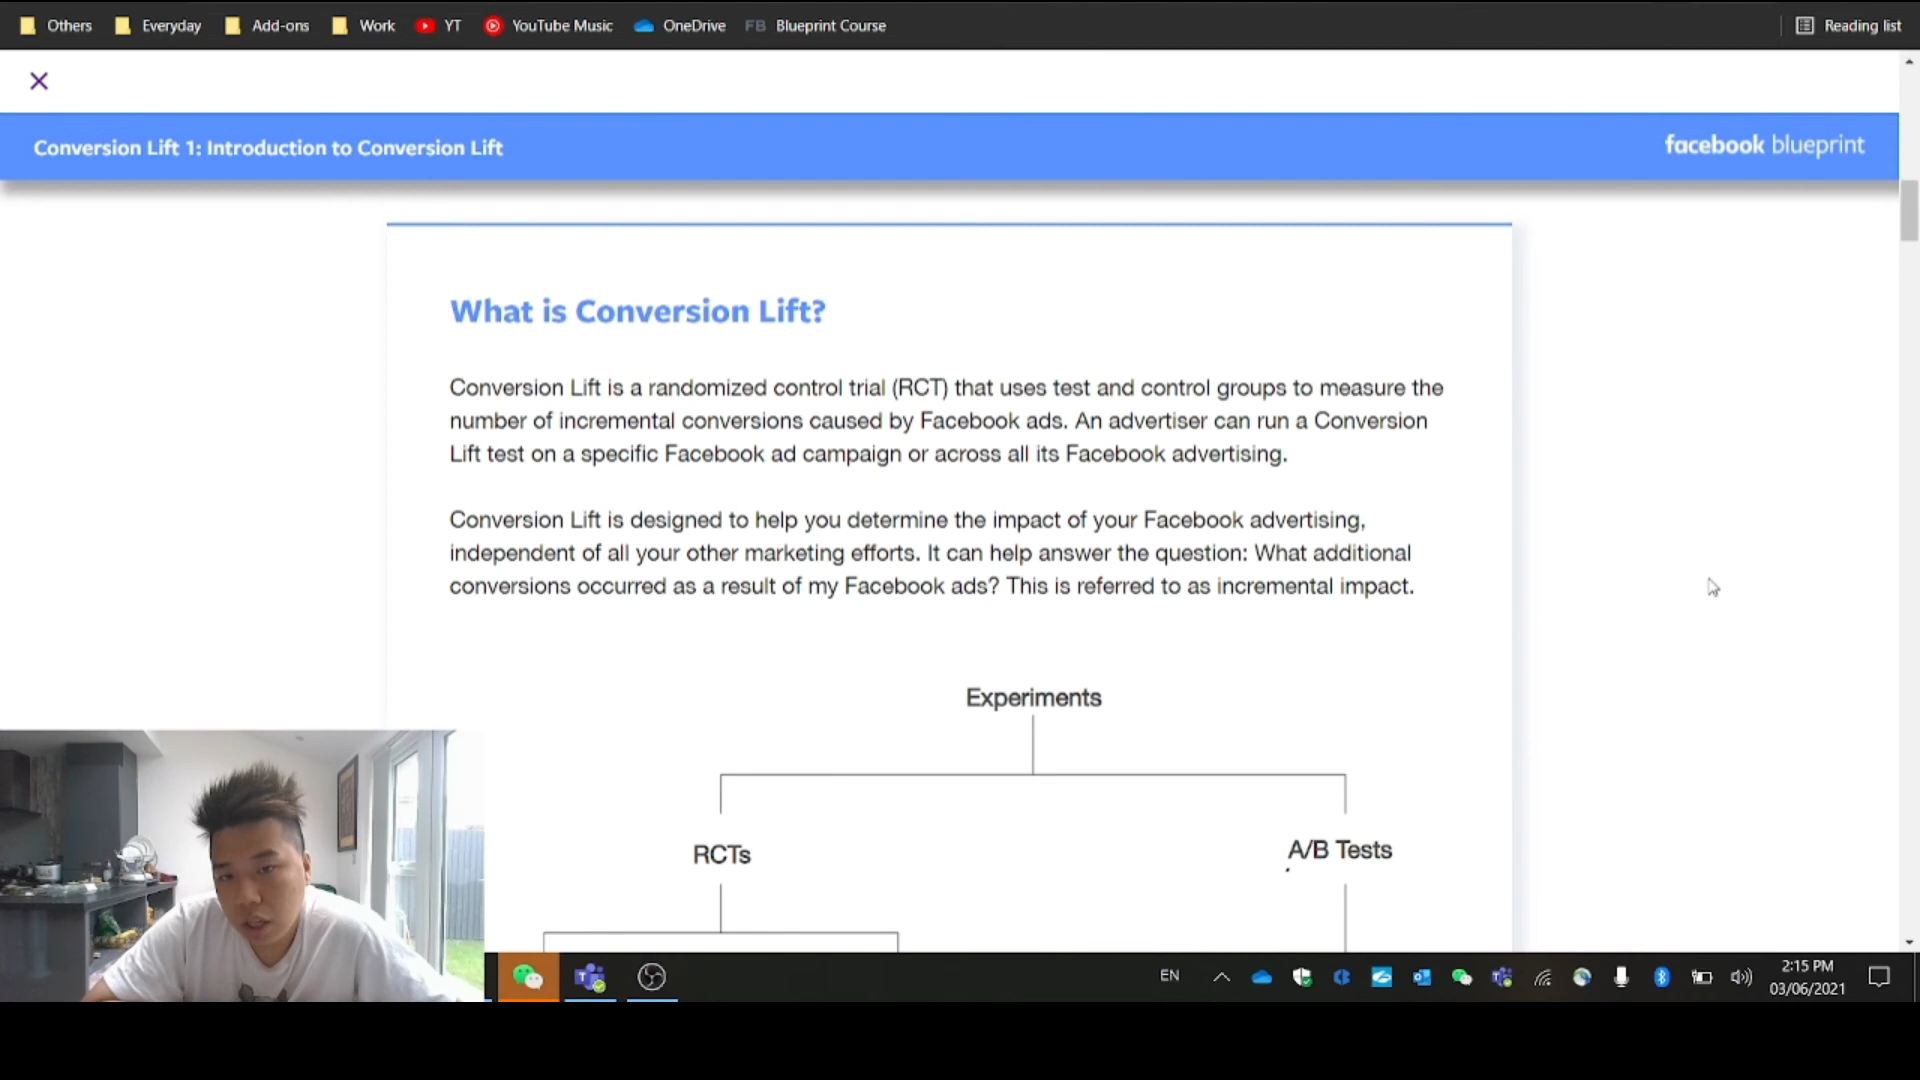 Others Everyday Add-ons Work YT YouTube Music OneDrive FB Blueprint Course Reading list
Conversion Lift 1: Introduction to Conversion Lift facebook blueprint
What is Conversion Lift?
Conversion Lift is a randomized control trial (RCT) that uses test and control groups to measure the
number of incremental conversions caused by Facebook ads. An advertiser can run a Conversion
Lift test on a specific Facebook ad campaign or across all its Facebook advertising.
Conversion Lift is designed to help you determine the impact of your Facebook advertising,
independent of all your other marketing efforts. It can help answer the question: What additional
conversions occurred as a result of my Facebook ads? This is referred to as incremental impact.
Experiments
RCTs A/B Tests
EN 2:15 PM
03/06/2021